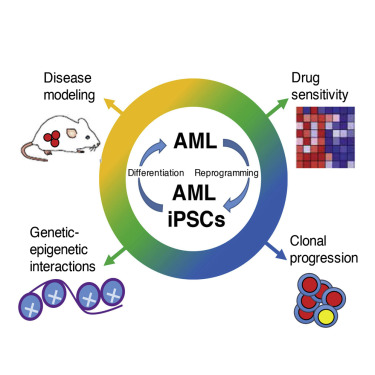 Disease
modeling
Drug
sensitivity
AML
Differentiation
Reprogramming
AML
iPSCs
Genetic-
epigenetic
interactions
Clonal
progression